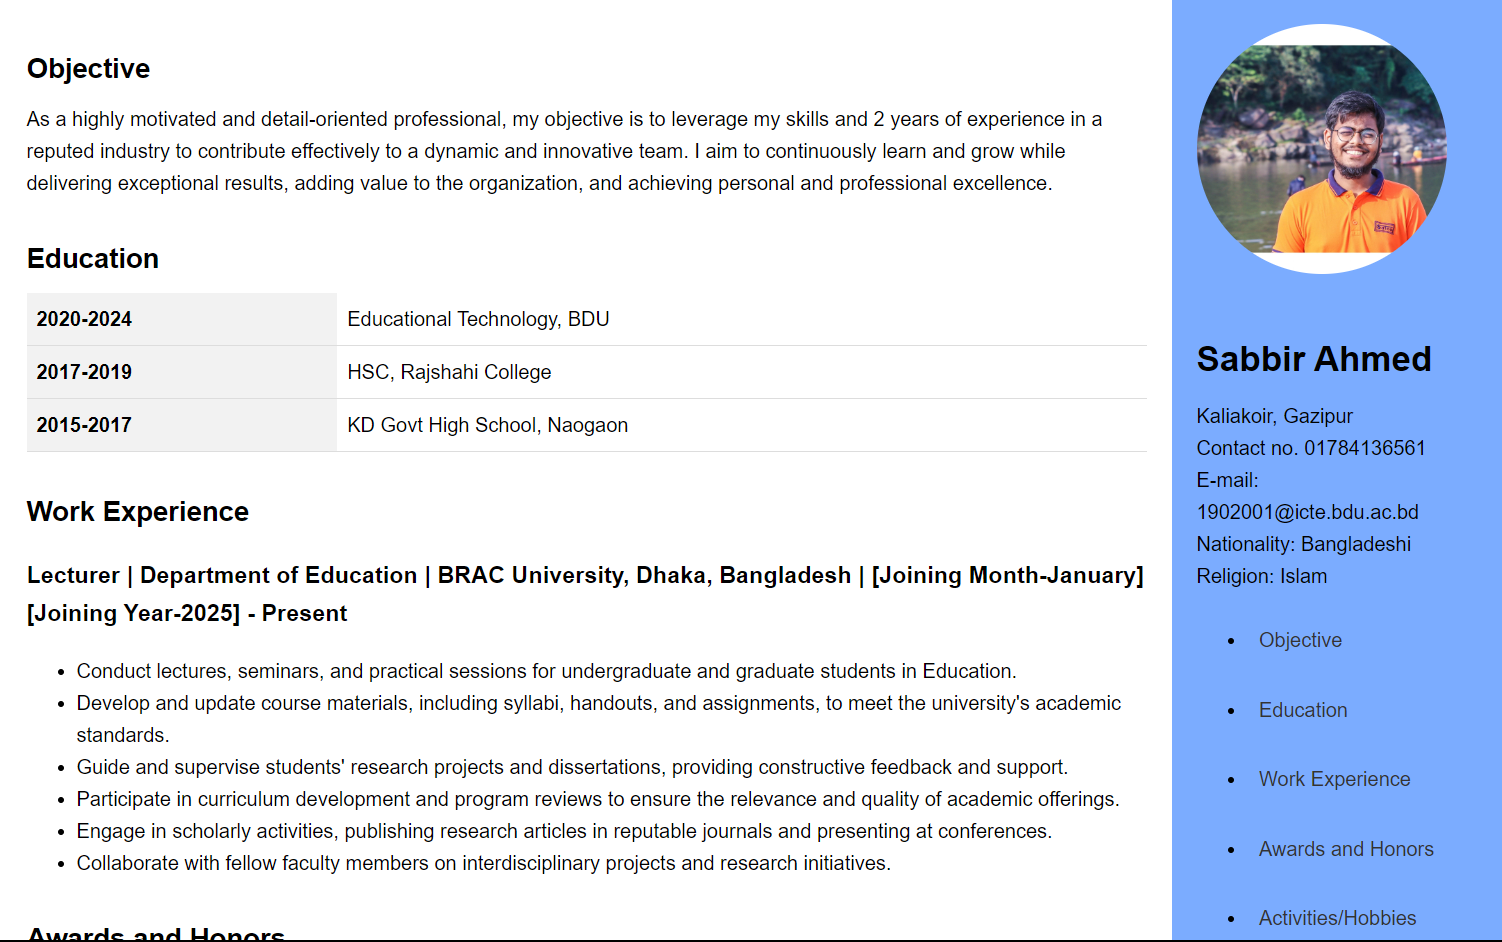 Objective
As a highly motivated and detail-oriented professional, my objective is to leverage my skills and 2 years of experience in a
reputed industry to contribute effectively to a dynamic and innovative team. I aim to continuously learn and grow while
delivering exceptional results, adding value to the organization, and achieving personal and professional excellence.
Education
2020-2024 Educational Technology, BDU
2017-2019 HSC, Rajshahi College
2015-2017 KD Govt High School, Naogaon
Work Experience
Lecturer | Department of Education | BRAC University, Dhaka, Bangladesh | [Joining Month-January]
[Joining Year-2025] - Present
• Conduct lectures, seminars, and practical sessions for undergraduate and graduate students in Education.
• Develop and update course materials, including syllabi, handouts, and assignments, to meet the university's academic
standards.
• Guide and supervise students' research projects and dissertations, providing constructive feedback and support.
• Participate in curriculum development and program reviews to ensure the relevance and quality of academic offerings.
• Engage in scholarly activities, publishing research articles in reputable journals and presenting at conferences.
• Collaborate with fellow faculty members on interdisciplinary projects and research initiatives.
Awards and Honors
Sabbir Ahmed
Kaliakoir, Gazipur
Contact no. 01784136561
E-mail:
1902001@icte.bdu.ac.bd
Nationality: Bangladeshi
Religion: Islam
• Objective
• Education
• Work Experience
• Awards and Honors
• Activities/Hobbies